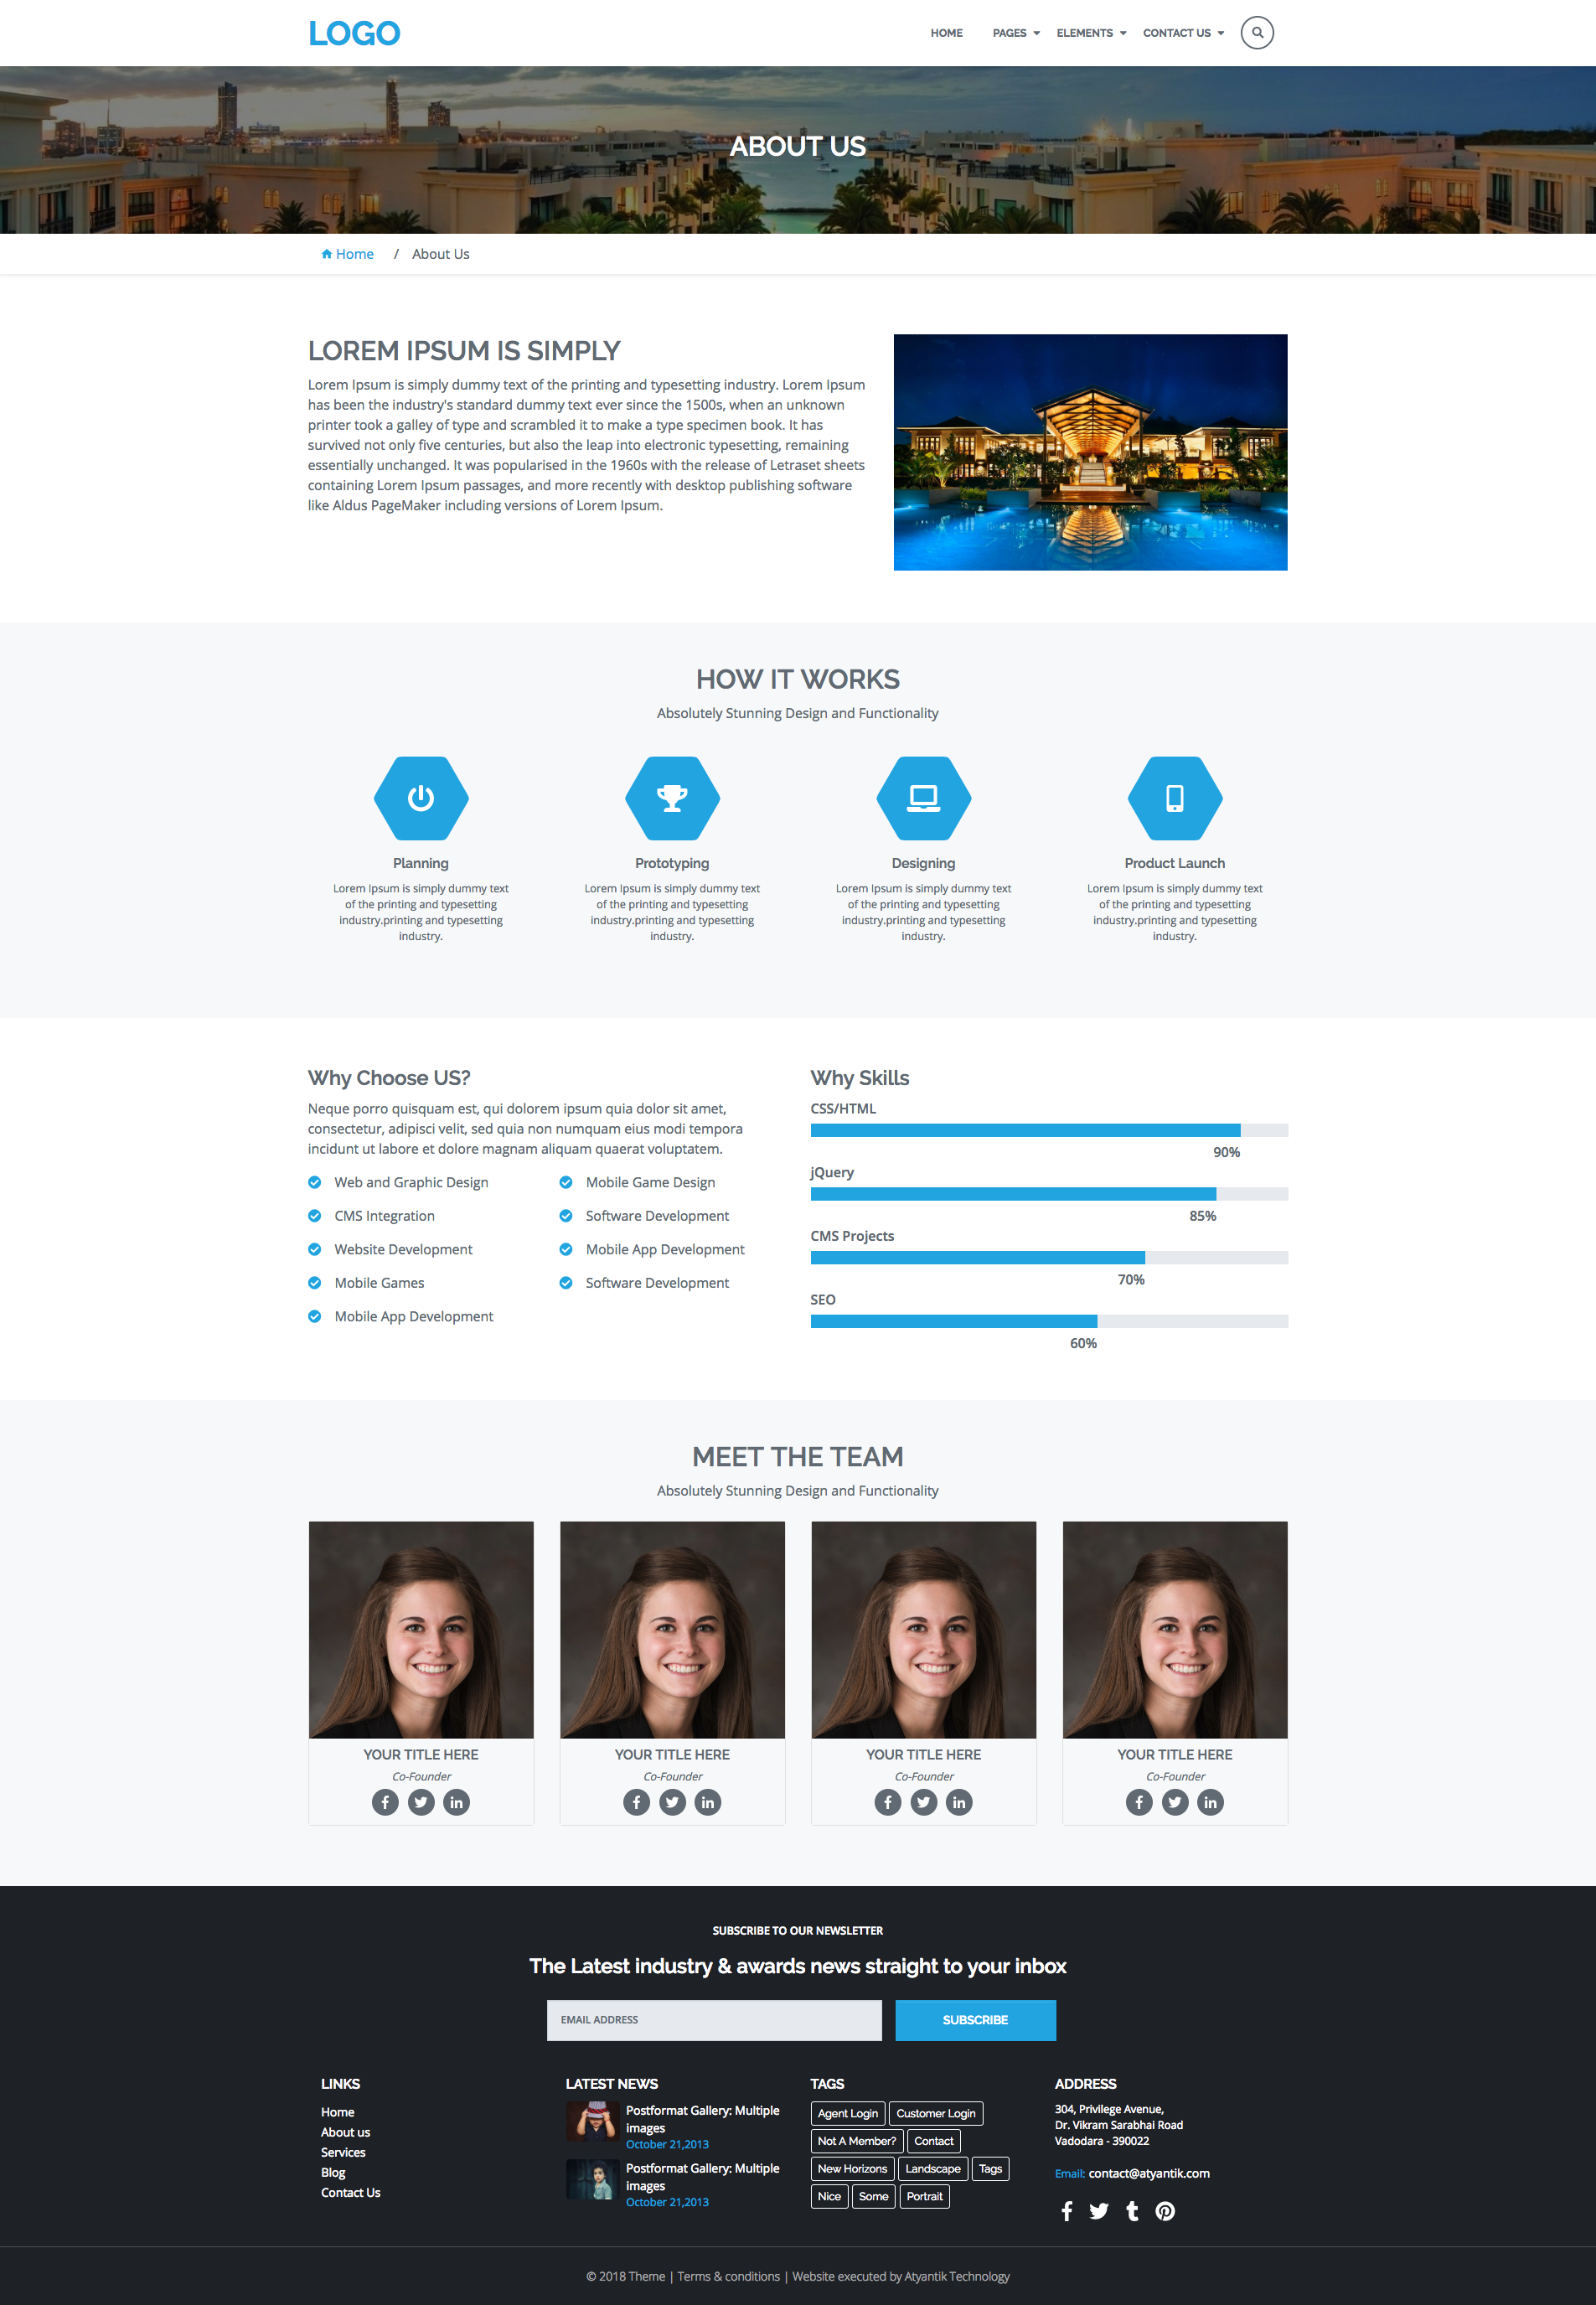 LOGO
HOME PAGES ELEMENTS CONTACT US
ABOUT US
Home / About Us
LOREM IPSUM IS SIMPLY
Lorem Ipsum is simply dummy text of the printing and typesetting industry. Lorem Ipsum
has been the industry's standard dummy text ever since the 1500s, when an unknown
printer took a galley of type and scrambled it to make a type specimen book. It has
survived not only five centuries, but also the leap into electronic typesetting, remaining
essentially unchanged. It was popularised in the 1960s with the release of Letraset sheets
containing Lorem Ipsum passages, and more recently with desktop publishing software
like Aldus PageMaker including versions of Lorem Ipsum.
HOW IT WORKS
Absolutely Stunning Design and Functionality
Planning
Lorem Ipsum is simply dummy text
of the printing and typesetting
industry.printing and typesetting
industry.
Prototyping
Lorem Ipsum is simply dummy text
of the printing and typesetting
industry.printing and typesetting
industry.
Designing
Lorem Ipsum is simply dummy text
of the printing and typesetting
industry.printing and typesetting
industry.
Product Launch
Lorem Ipsum is simply dummy text
of the printing and typesetting
industry.printing and typesetting
industry.
Why Choose US?
Neque porro quisquam est, qui dolorem ipsum quia dolor sit amet,
consectetur, adipisci velit, sed quia non numquam eius modi tempora
incidunt ut labore et dolore magnam aliquam quaerat voluptatem.
Web and Graphic Design
CMS Integration
Website Development
Mobile Games
Mobile App Development
Mobile Game Design
Software Development
Mobile App Development
Software Development
Why Skills
CSS/HTML
90%
jQuery
85%
CMS Projects
70%
SEO
60%
MEET THE TEAM
Absolutely Stunning Design and Functionality
YOUR TITLE HERE
Co-Founder
YOUR TITLE HERE
Co-Founder
YOUR TITLE HERE
Co-Founder
YOUR TITLE HERE
Co-Founder
SUBSCRIBE TO OUR NEWSLETTER
The Latest industry & awards news straight to your inbox
EMAIL ADDRESS
SUBSCRIBE
LINKS
Home
About us
Services
Blog
Contact Us
LATEST NEWS
Postformat Gallery: Multiple
images
October 21,2013
Postformat Gallery: Multiple
images
October 21,2013
TAGS
Agent Login Customer Login
Not A Member? Contact
New Horizons Landscape Tags
Nice Some Portrait
ADDRESS
304, Privilege Avenue,
Dr. Vikram Sarabhai Road
Vadodara - 390022
Email: contact@atyantik.com
© 2018 Theme | Terms & conditions | Website executed by Atyantik Technology